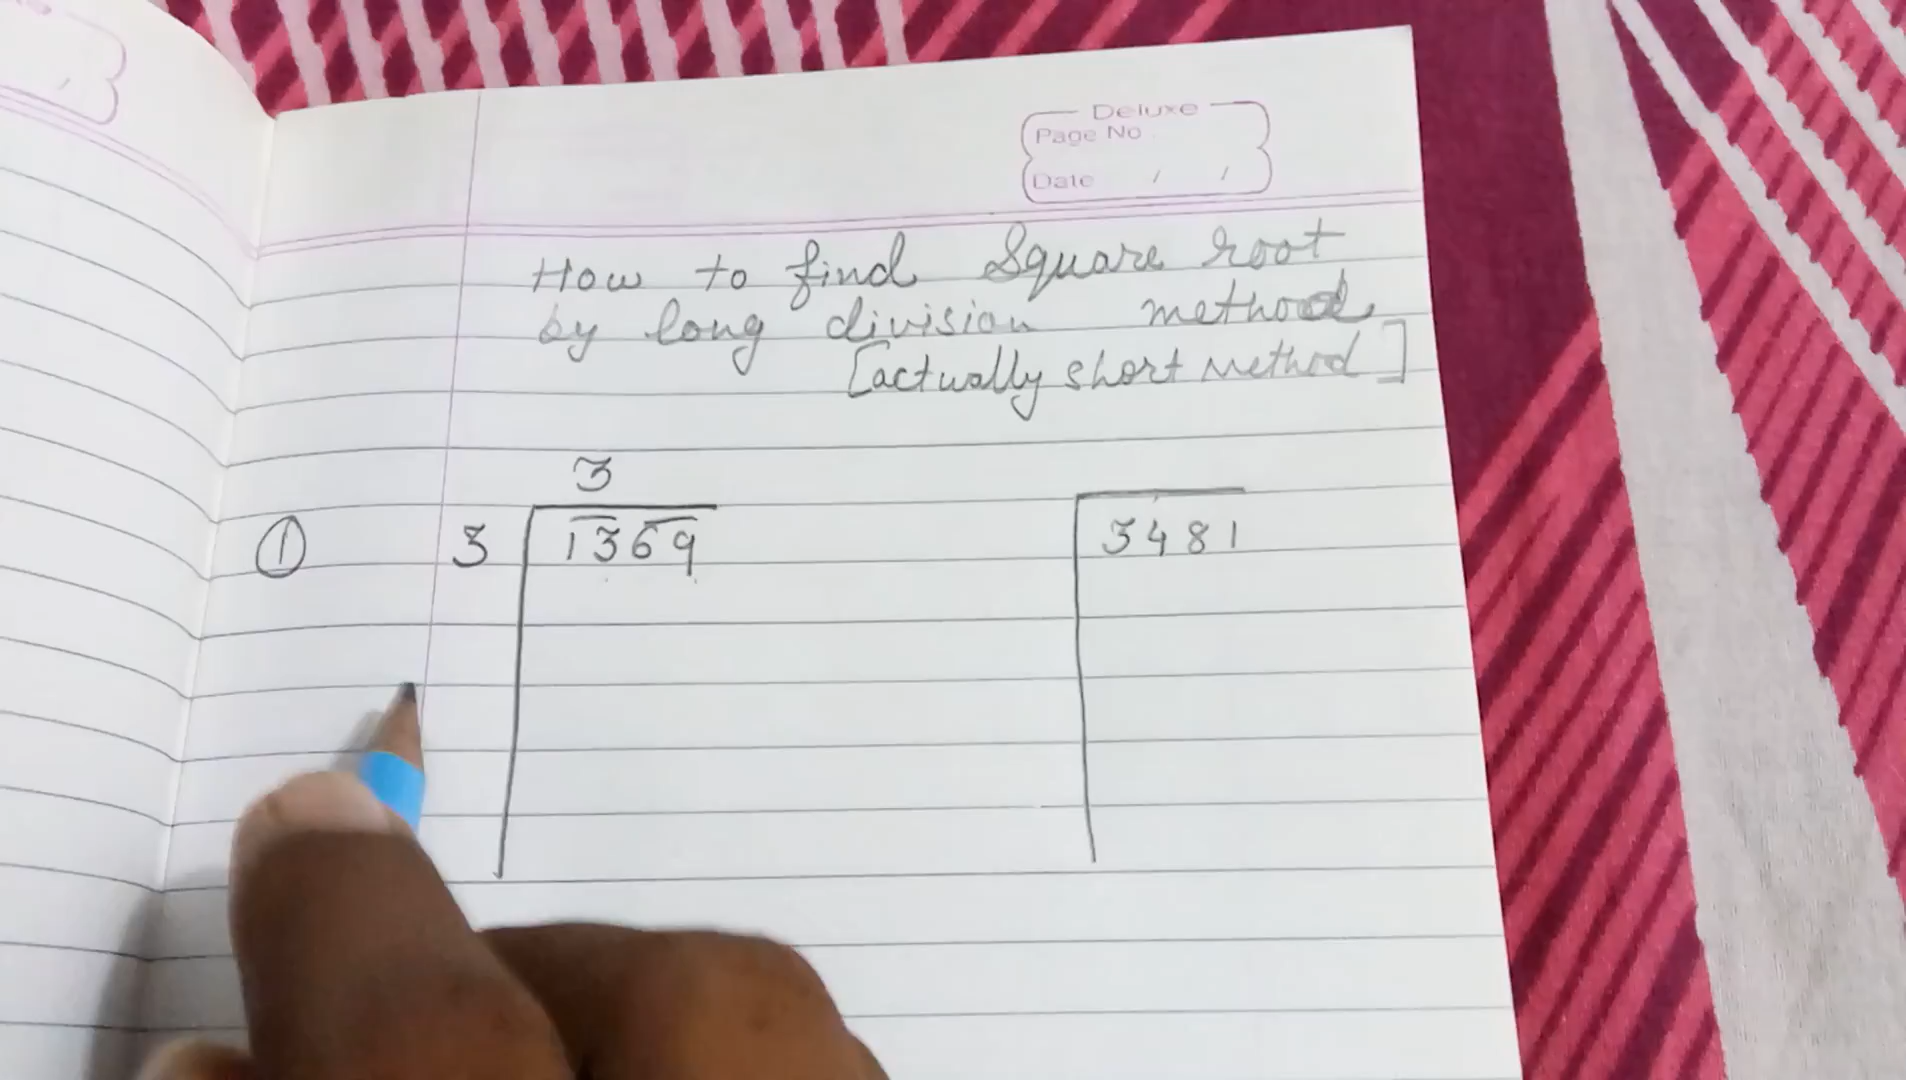 Deluxe
Page No.
Date / /
How to find Square root
by long division method
[actually short Method]
3
① 3 1369
3481